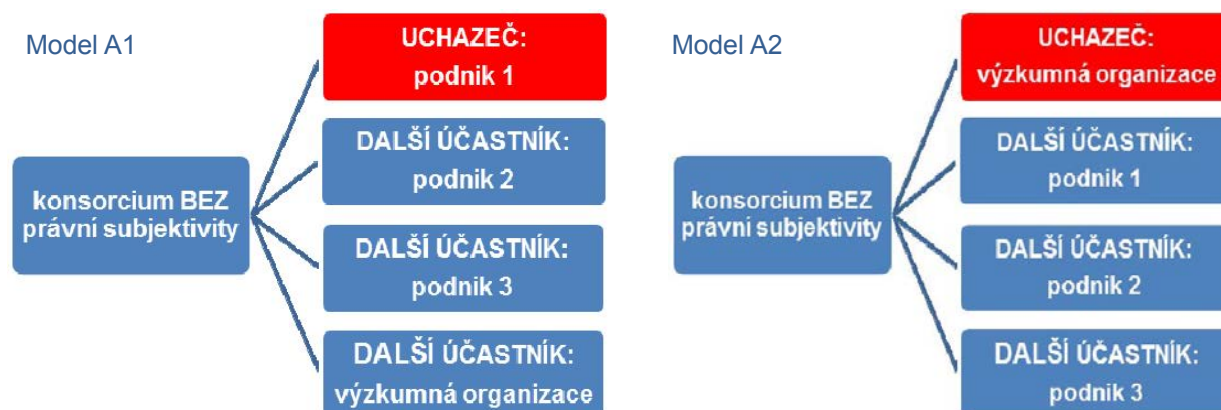 Model A1
UCHAZEČ:
podnik 1
DALŠÍ ÚČASTNÍK:
podnik 2
konsorcium BEZ
právní subjektivity
DALŠÍ ÚČASTNÍK:
podnik 3
DALŠÍ ÚČASTNÍK:
výzkumná organizace
Model A2
UCHAZEČ:
výzkumná organizace
DALŠÍ ÚČASTNÍK:
podnik 1
konsorcium BEZ
právní subjektivity
DALŠÍ ÚČASTNÍK:
podnik 2
DALŠÍ ÚČASTNÍK:
podnik 3